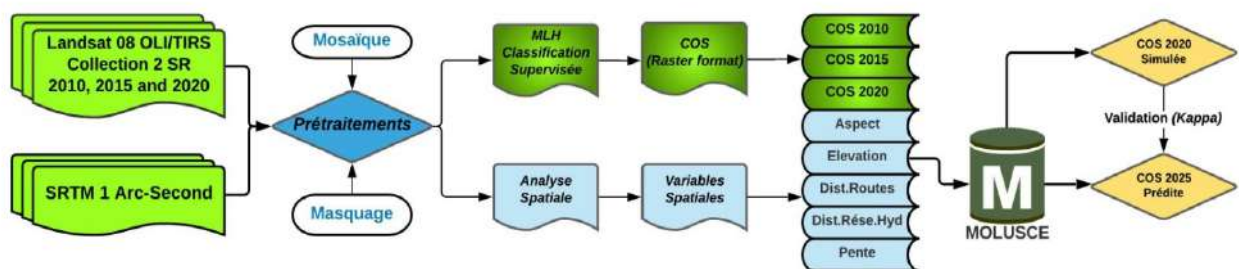 Landsat 08 OLI/TIRS
Collection 2 SR
2010, 2015 and 2020
SRTM 1 Arc-Second
Mosaïque
Prétraitements
Masquage
MLH
Classification
Supervisée
COS
(Raster format)
Analyse
Spatiale
Variables
Spatiales
COS 2010
COS 2015
COS 2020
Aspect
Elevation
Dist.Routes
Dist.Rése.Hyd
Pente
M
MOLUSCE
COS 2020
Simulée
Validation (Kappa)
COS 2025
Prédite